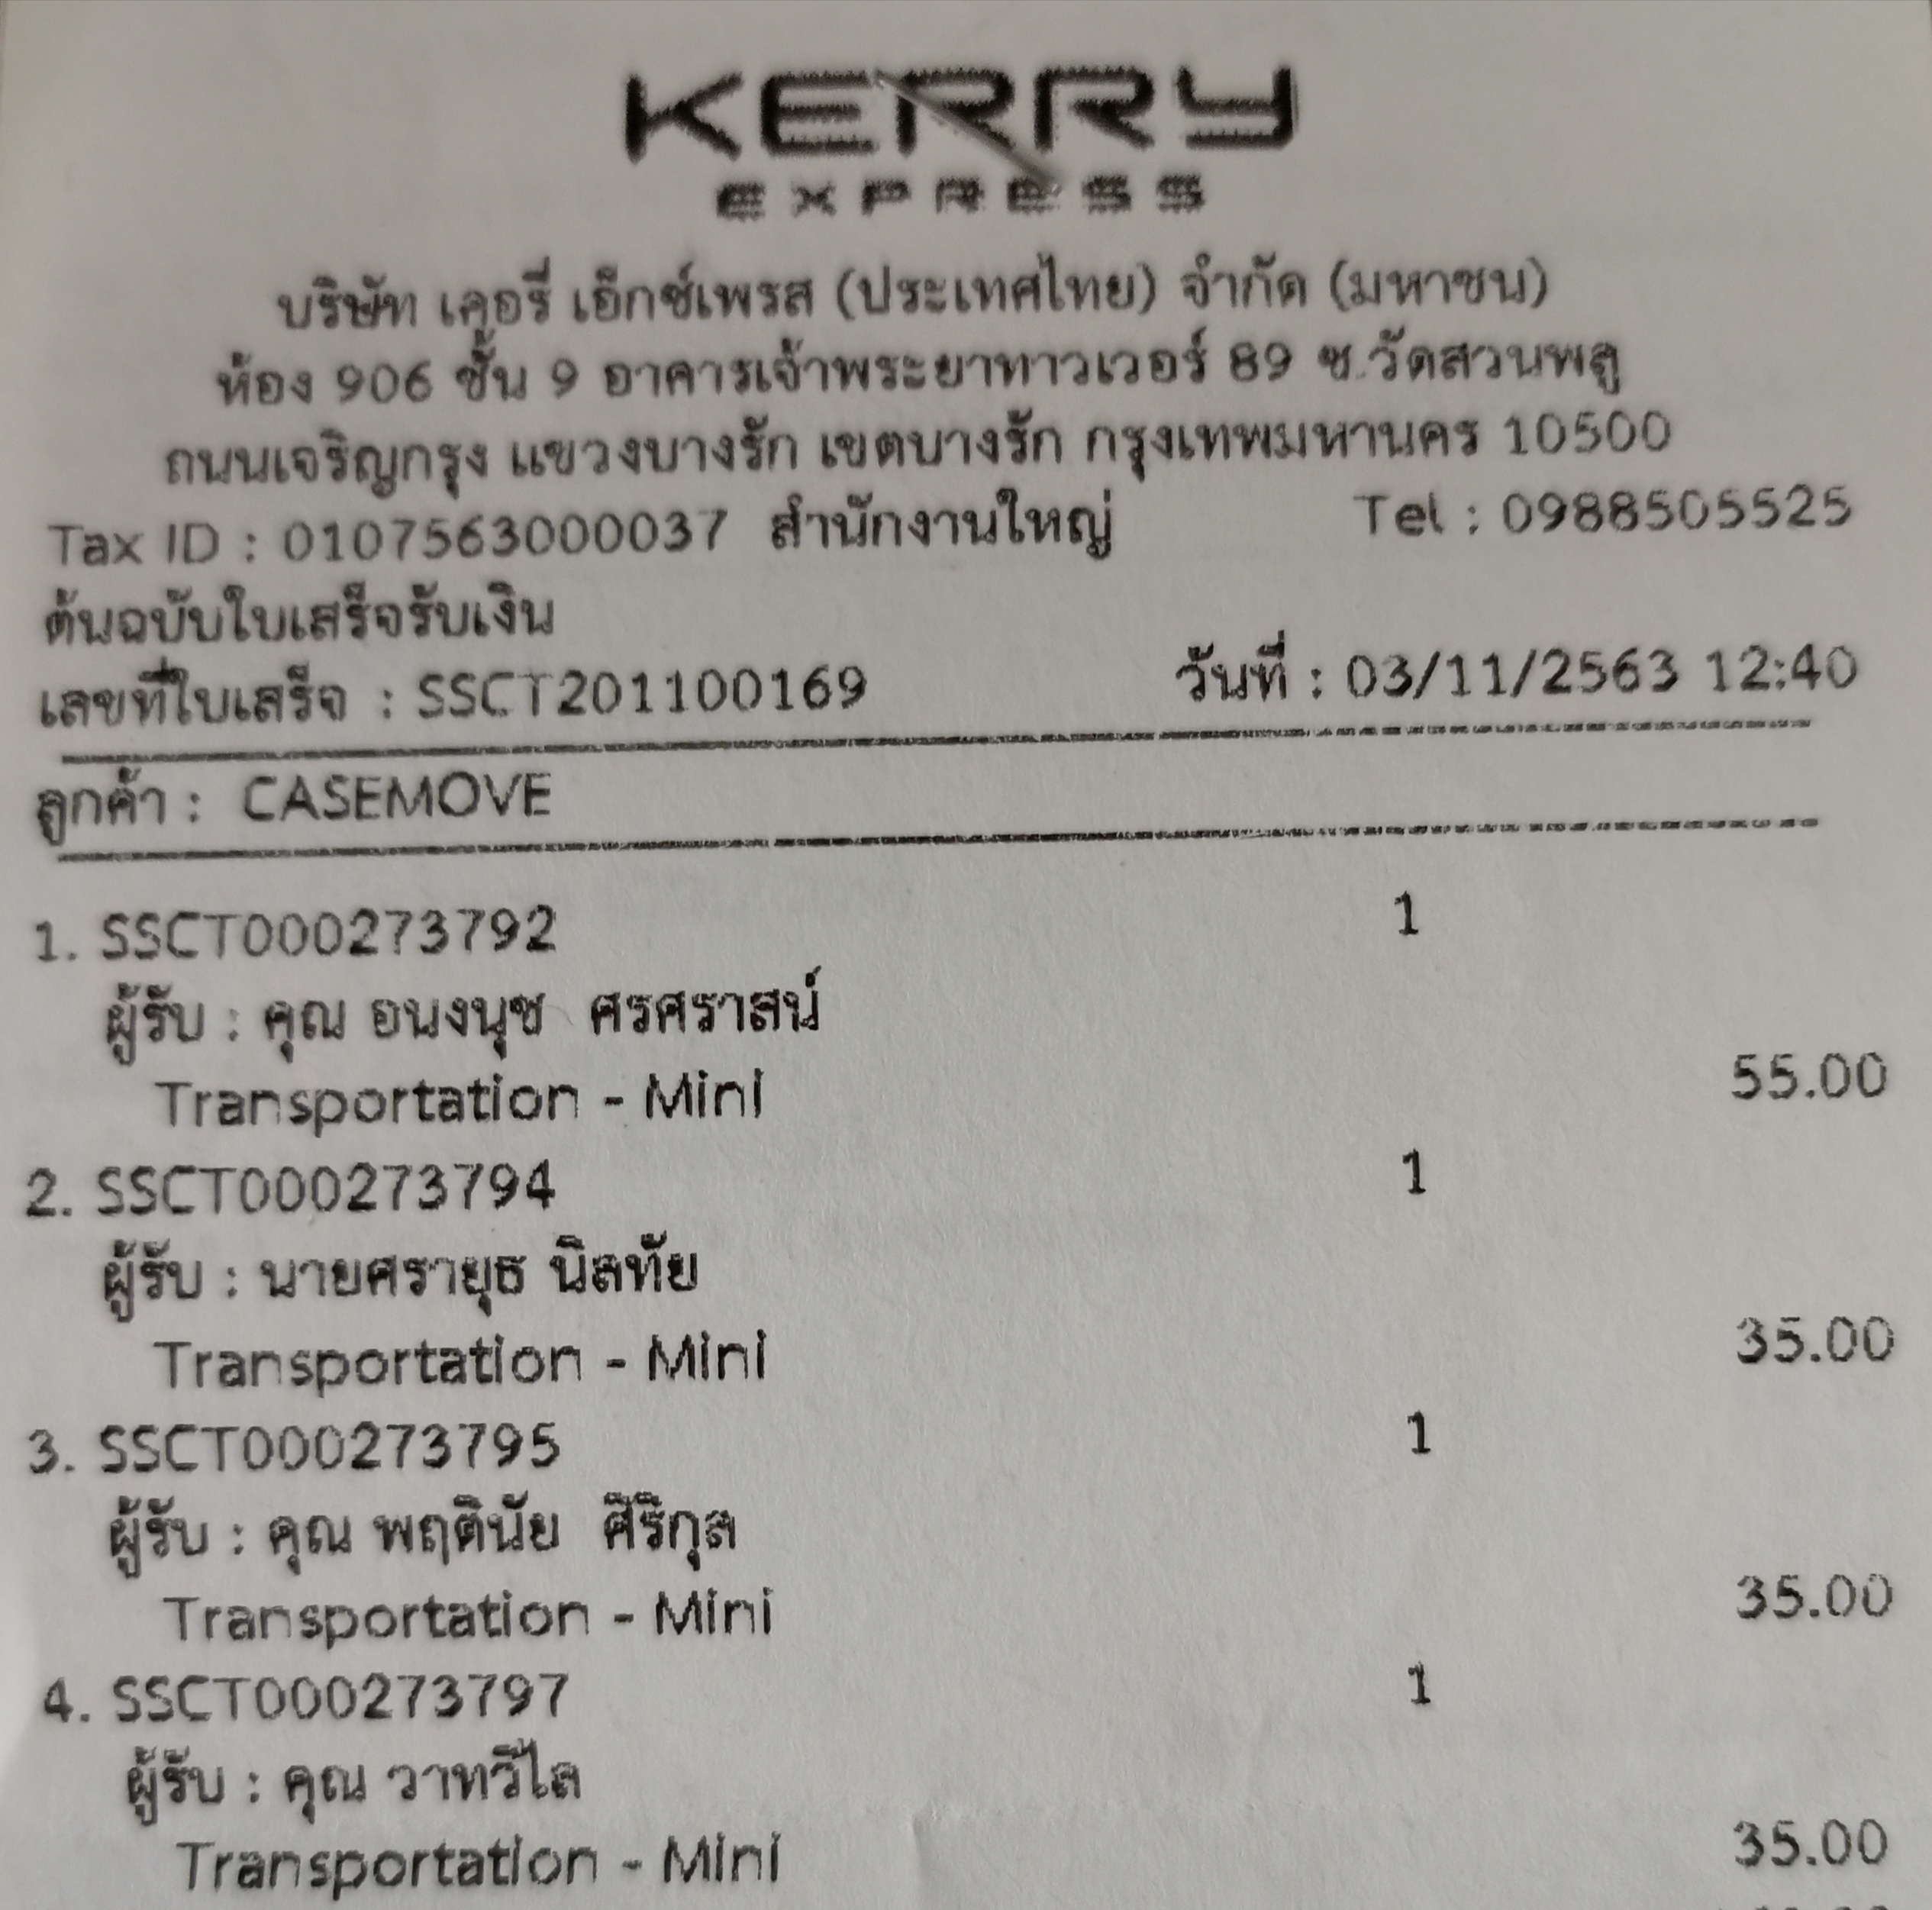 KERRY
EXPRESS
บริษัท เคอรี่ เอ็กซ์เพรส (ประเทศไทย) จำกัด (มหาชน)
ห้อง 906 ชั้น 9 อาคารเจ้าพระยาทาวเวอร์ 89 ซ.วัดสวนพลู
ถนนเจริญกรุง แขวงบางรัก เขตบางรัก กรุงเทพมหานคร 10500
Tax ID : 0107563000037 สำนักงานใหญ่ Tel : 0988505525
ต้นฉบับใบเสร็จรับเงิน
เลขที่ใบเสร็จ : SSCT201100169 วันที่ : 03/11/2563 12:40
ลูกค้า : CASEMOVE
1. SSCT000273792 1
ผู้รับ : คุณ อนงนุช ศรศราสน์
Transportation - Mini 55.00
2. SSCT000273794 1
ผู้รับ : นายศรายุธ นิลทัย
Transportation - Mini 35.00
3. SSCT000273795 1
ผู้รับ : คุณ พฤตินัย ศิริกุล
Transportation - Mini 35.00
4. SSCT000273797 1
ผู้รับ : คุณ วาทวิไล
Transportation - Mini 35.00